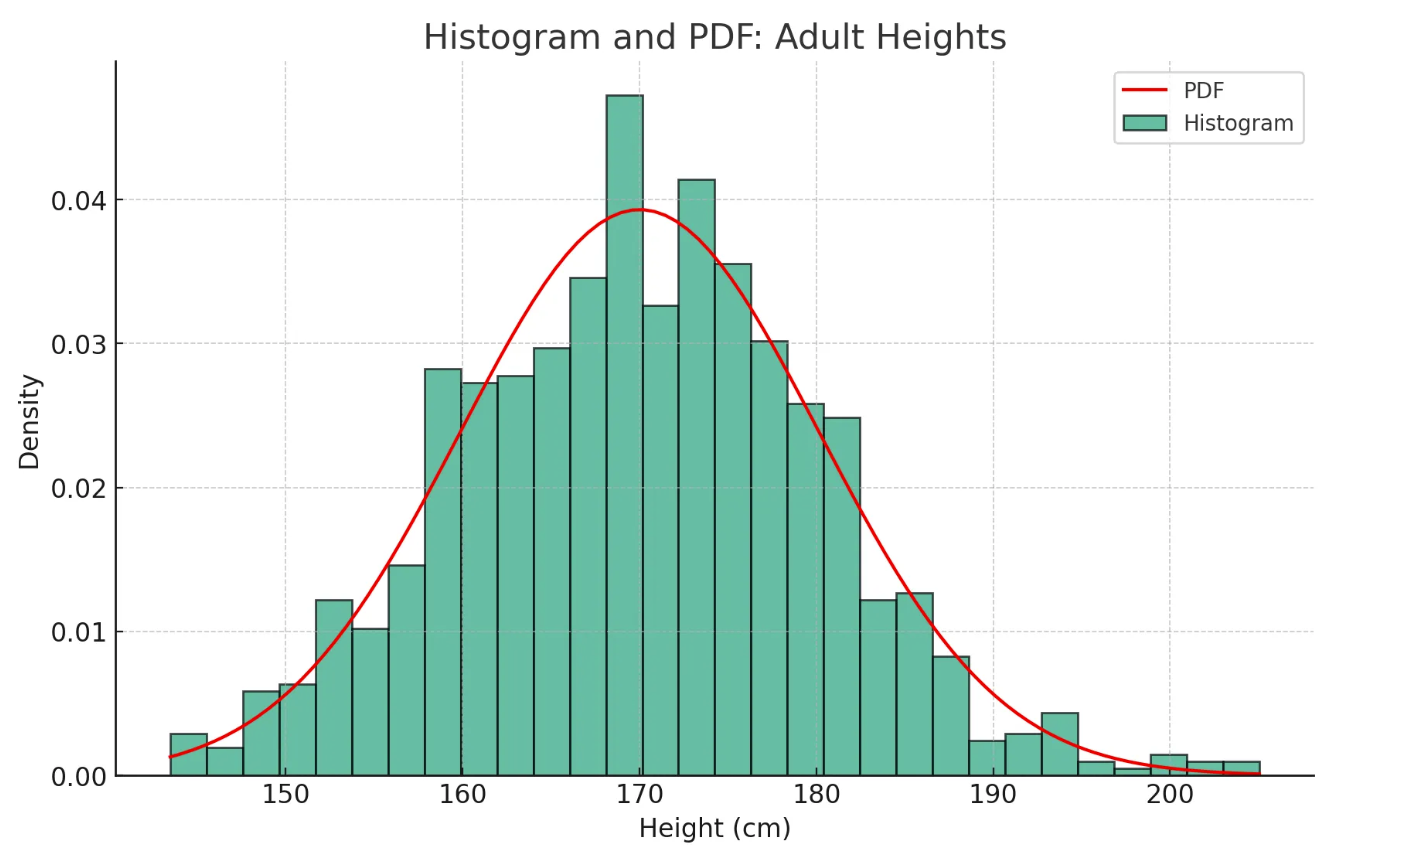 Histogram and PDF: Adult Heights
PDF
Histogram
0.04
0.03
0.02
0.01
0.00
Density
150 160 170 180 190 200
Height (cm)